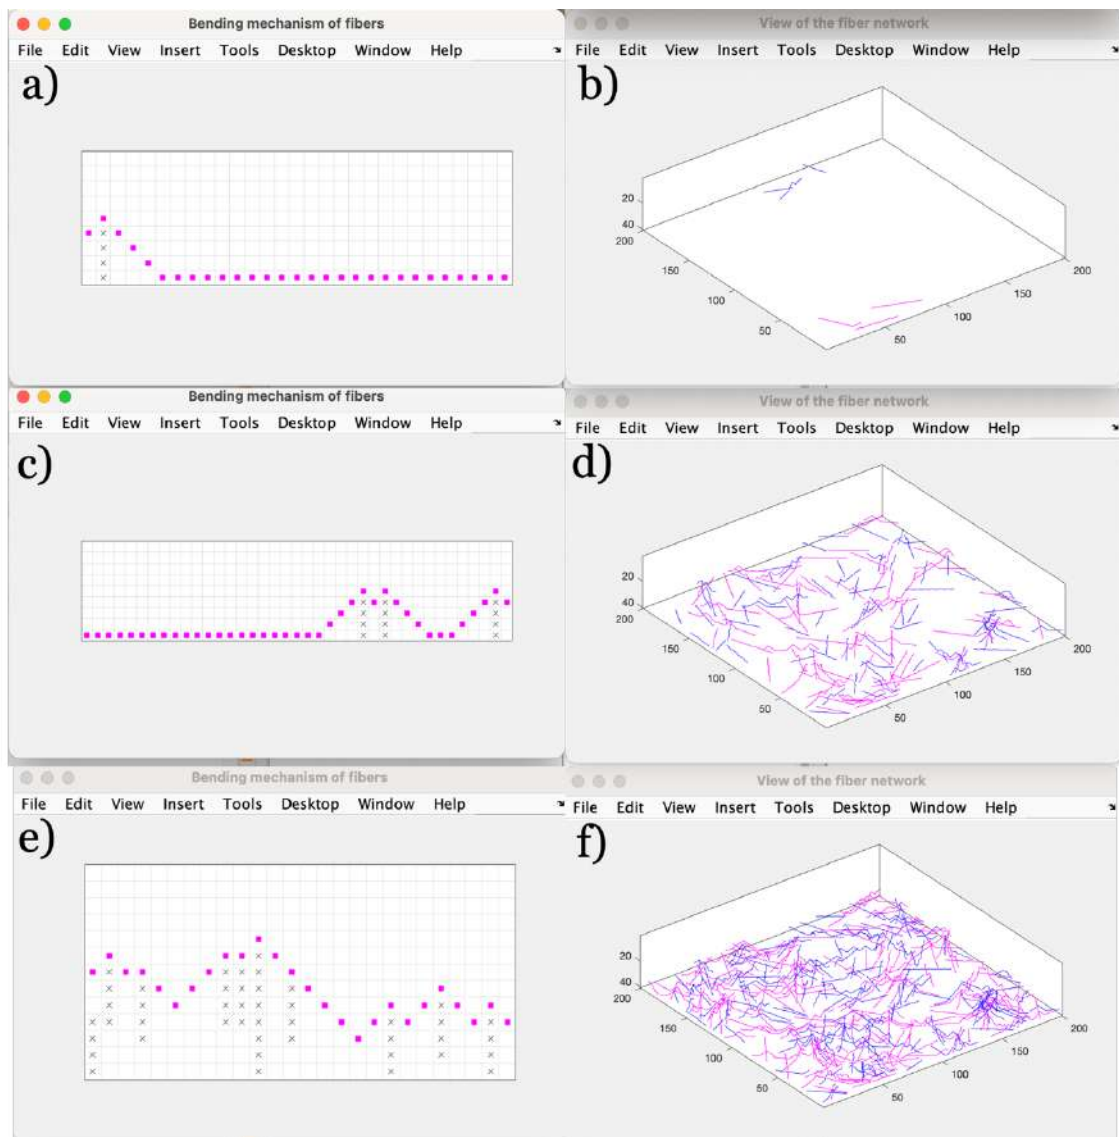 Bending mechanism of fibers
File Edit View Insert Tools Desktop Window Help
a)
View of the fiber network
File Edit View Insert Tools Desktop Window Help
b)
20
40
200
150
100
50
50
100
150
200
Bending mechanism of fibers
File Edit View Insert Tools Desktop Window Help
c)
View of the fiber network
File Edit View Insert Tools Desktop Window Help
d)
20
40
200
150
100
50
50
100
150
200
Bending mechanism of fibers
File Edit View Insert Tools Desktop Window Help
e)
View of the fiber network
File Edit View Insert Tools Desktop Window Help
f)
20
40
200
150
100
50
50
100
150
200